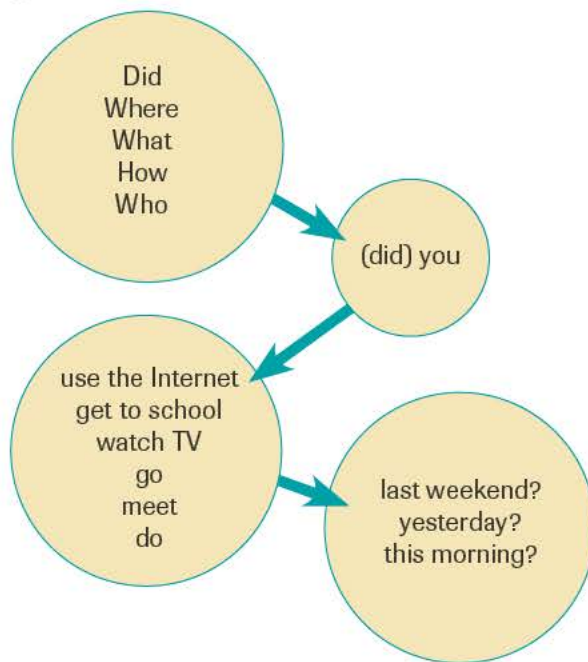 Did
Where
What
How
Who
(did) you
use the Internet
get to school
watch TV
go
meet
do
last weekend?
yesterday?
this morning?